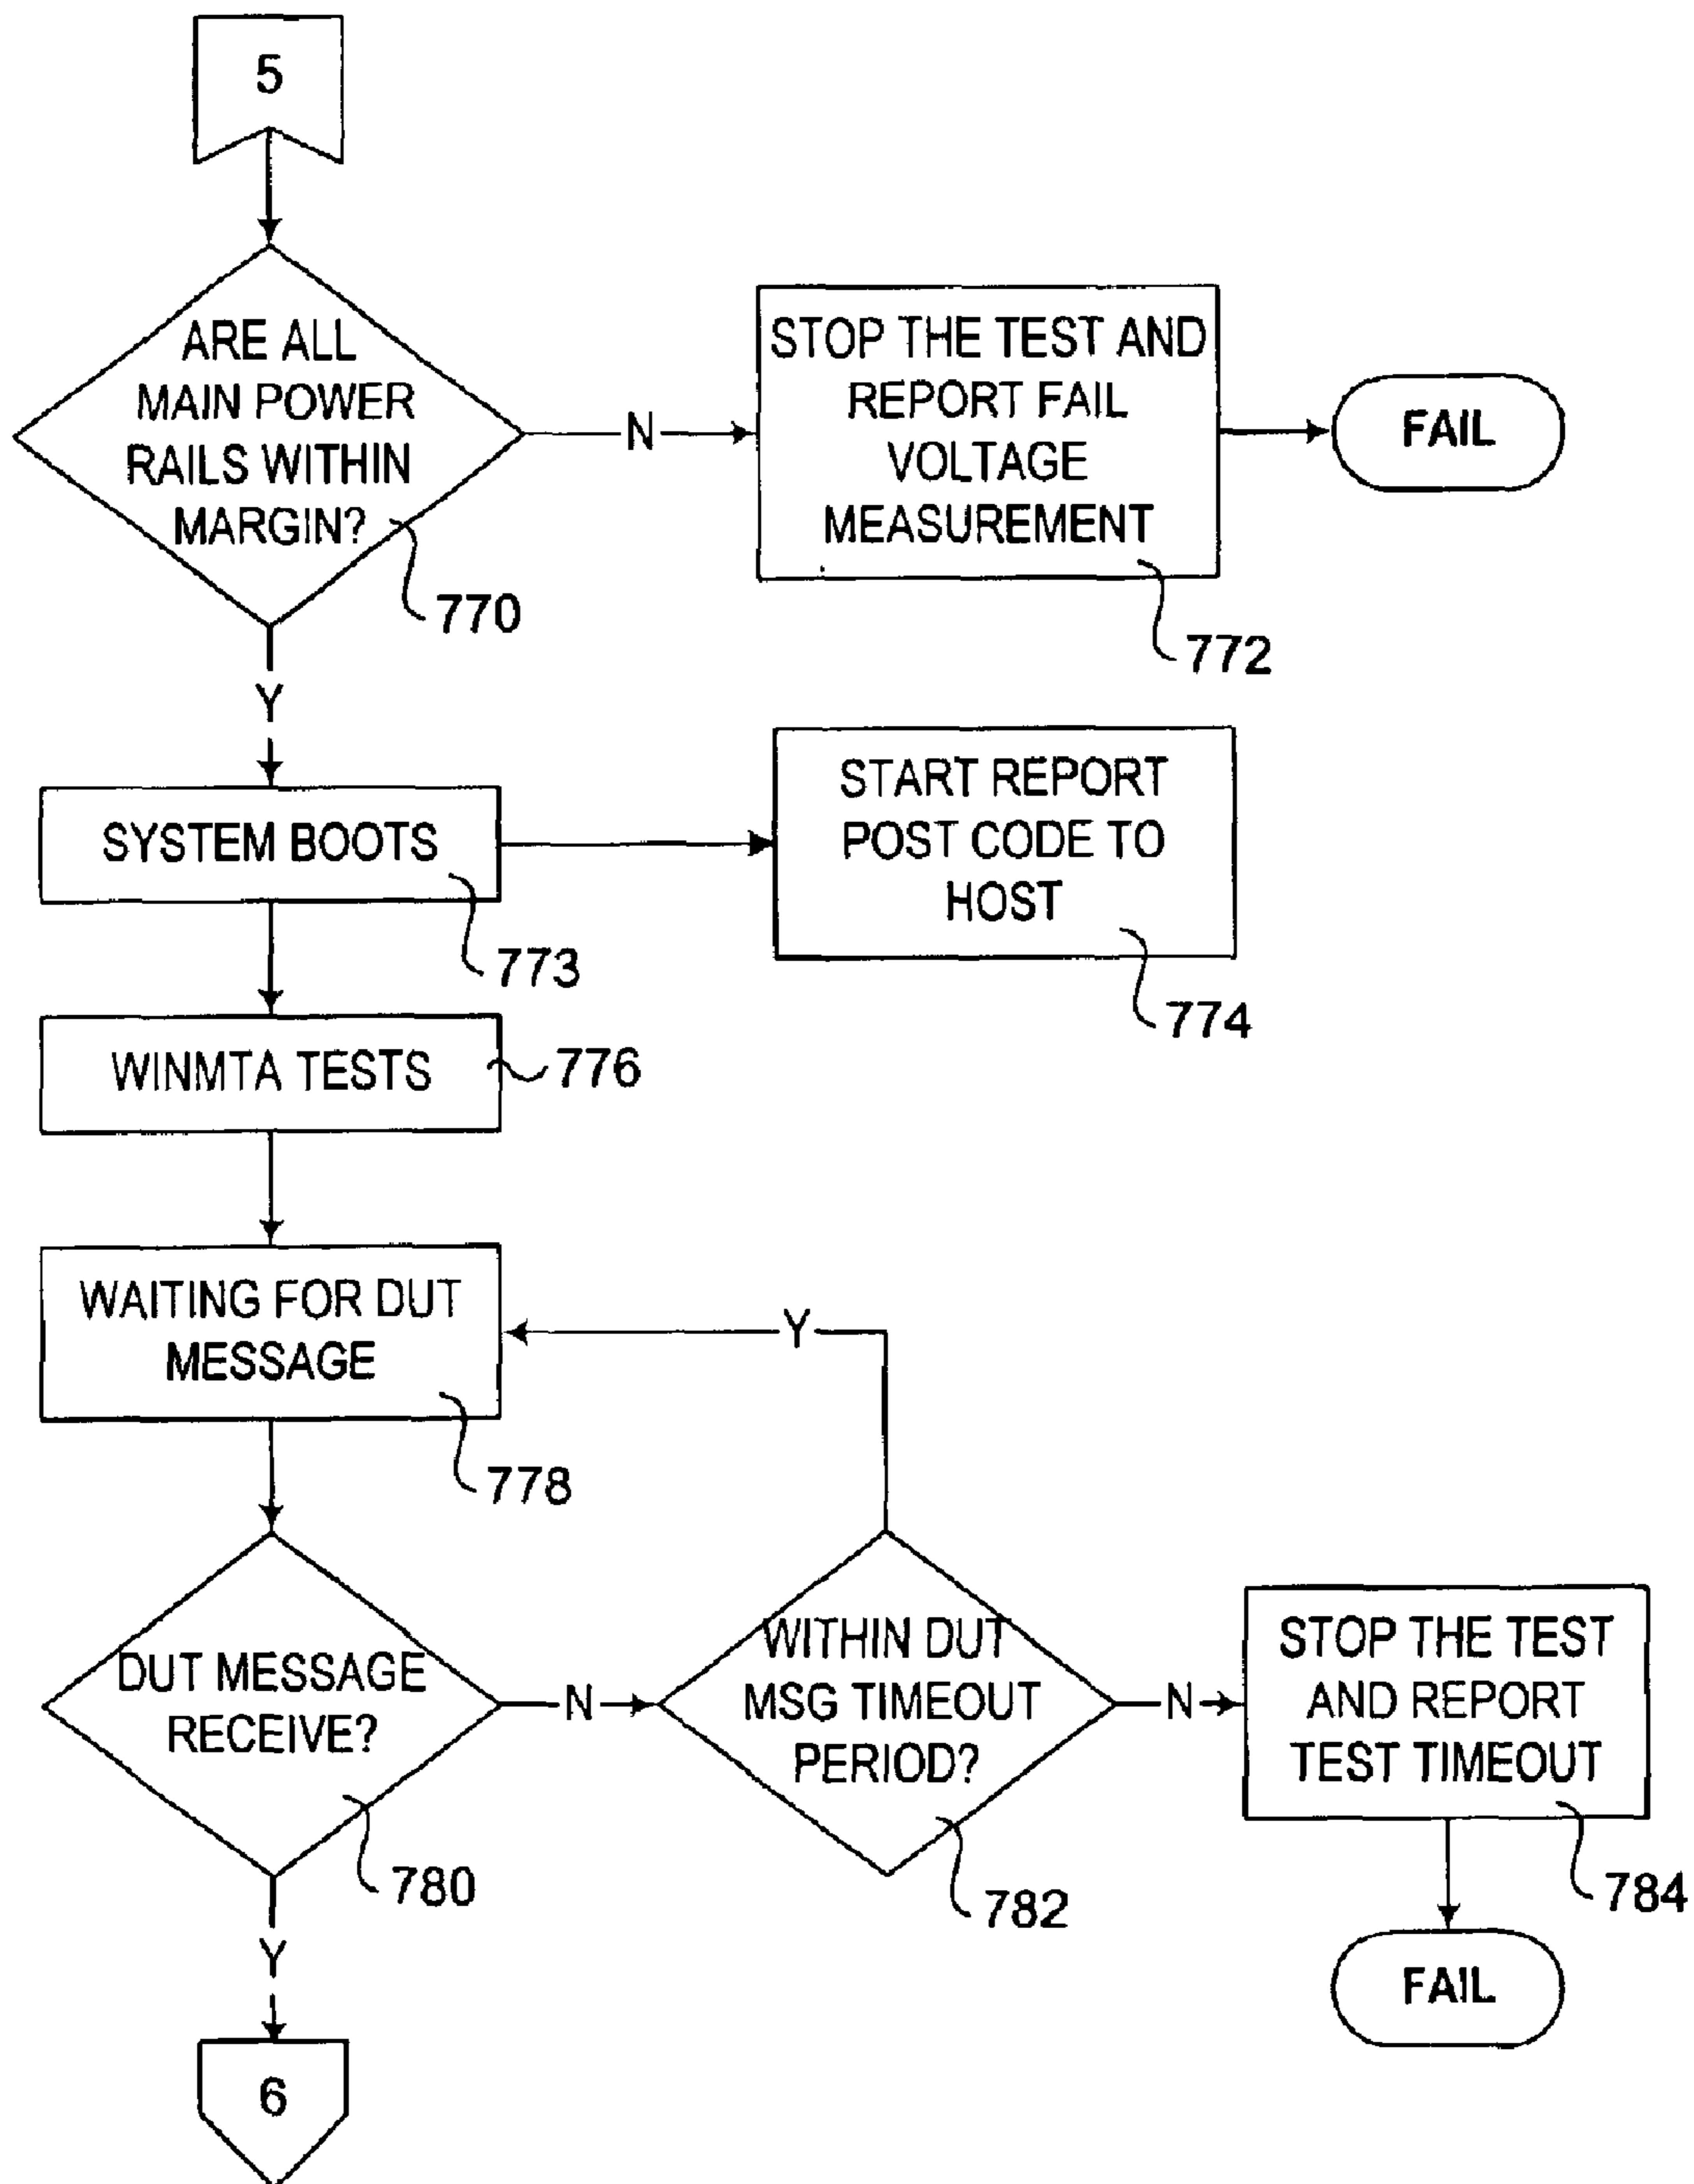 5
ARE ALL
MAIN POWER
RAILS WITHIN
MARGIN?
770
N
STOP THE TEST AND
REPORT FAIL
VOLTAGE
MEASUREMENT
772
FAIL
Y
SYSTEM BOOTS
773
START REPORT
POST CODE TO
HOST
774
WINMTA TESTS
776
WAITING FOR DUT
MESSAGE
778
Y
DUT MESSAGE
RECEIVE?
780
N
WITHIN DUT
MSG TIMEOUT
PERIOD?
782
N
STOP THE TEST
AND REPORT
TEST TIMEOUT
784
FAIL
Y
6